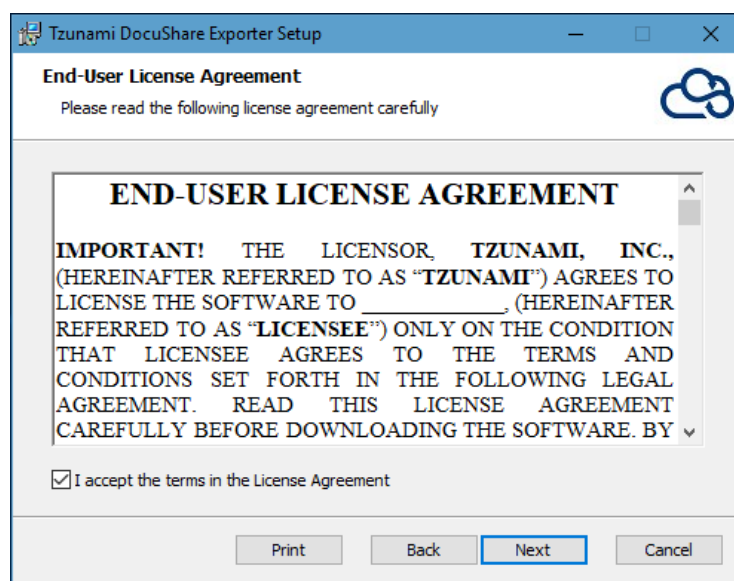 Tzunami DocuShare Exporter Setup
End-User License Agreement
Please read the following license agreement carefully
END-USER LICENSE AGREEMENT
IMPORTANT! THE LICENSOR, TZUNAMI, INC.,
(HEREINAFTER REFERRED TO AS “TZUNAMI”) AGREES TO
LICENSE THE SOFTWARE TO ____________, (HEREINAFTER
REFERRED TO AS “LICENSEE”) ONLY ON THE CONDITION
THAT LICENSEE AGREES TO THE TERMS AND
CONDITIONS SET FORTH IN THE FOLLOWING LEGAL
AGREEMENT. READ THIS LICENSE AGREEMENT
CAREFULLY BEFORE DOWNLOADING THE SOFTWARE. BY
I accept the terms in the License Agreement
Print Back Next Cancel